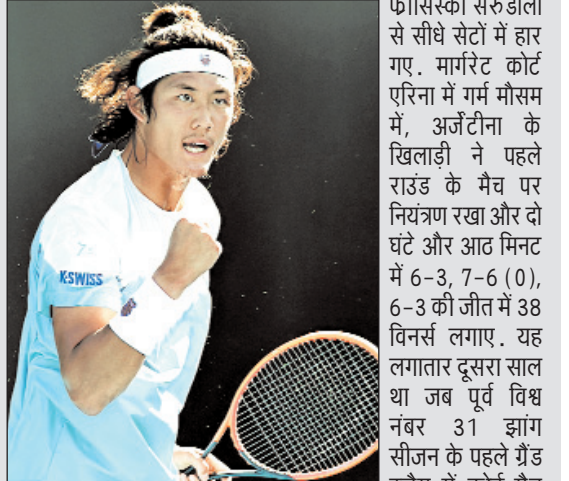 फ्रांसिस्को सेरुंडोलो
से सीधे सेटों में हार
गए. मार्गरेट कोर्ट
एरिना में गर्म मौसम
में, अर्जेंटीना के
खिलाड़ी ने पहले
राउंड के मैच पर
नियंत्रण रखा और दो
घंटे और आठ मिनट
में 6-3, 7-6 (0),
6-3 की जीत में 38
विनर्स लगाए. यह
लगातार दूसरा साल
था जब पूर्व विश्व
नंबर 31 झांग
सीजन के पहले ग्रैंड
K·SWISS